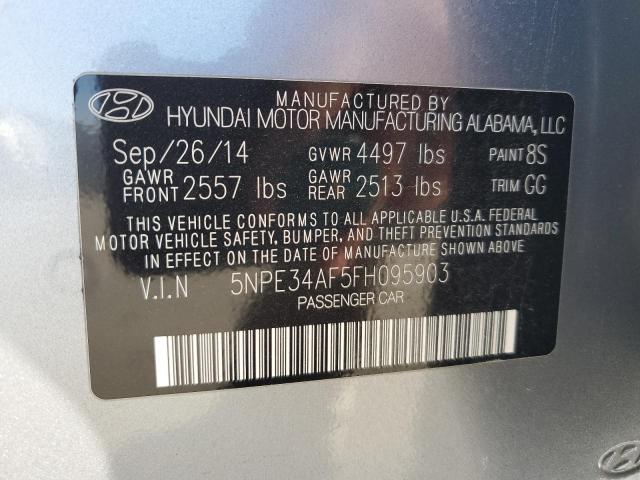 MANUFACTURED BY
HYUNDAI MOTOR MANUFACTURING ALABAMA, LLC
Sep/26/14 GVWR 4497 lbs PAINT 8S
GAWR FRONT 2557 lbs GAWR REAR 2513 lbs TRIM GG
THIS VEHICLE CONFORMS TO ALL APPLICABLE U.S.A. FEDERAL
MOTOR VEHICLE SAFETY, BUMPER, AND THEFT PREVENTION
STANDARDS IN EFFECT ON THE DATE OF MANUFACTURE SHOWN ABOVE.
V.I.N 5NPE34AF5FH095903
PASSENGER CAR